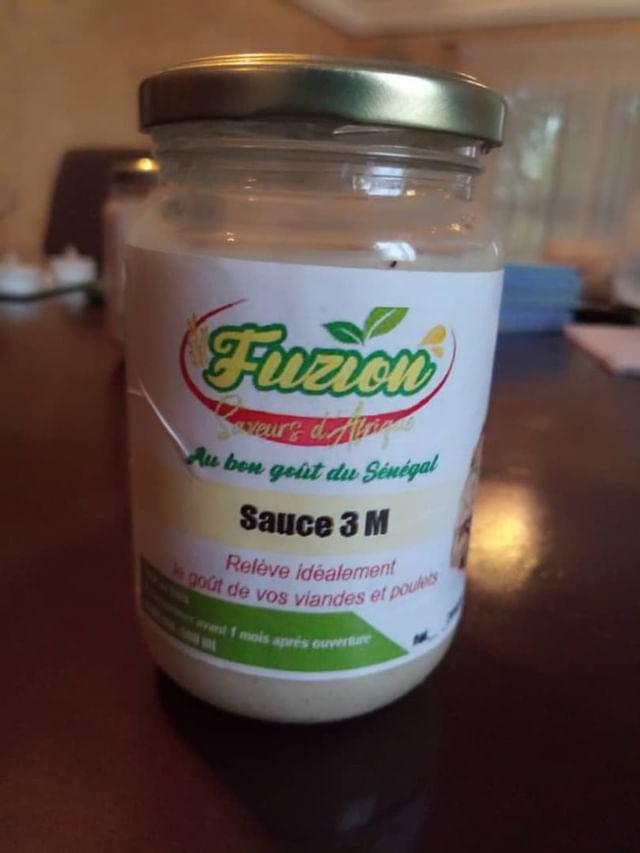 Fuzion
Saveurs d'Afrique
Au bon goût du Sénégal
Sauce 3 M
Relève idéalement
le goût de vos viandes et poulets
avant 1 mois après ouverture